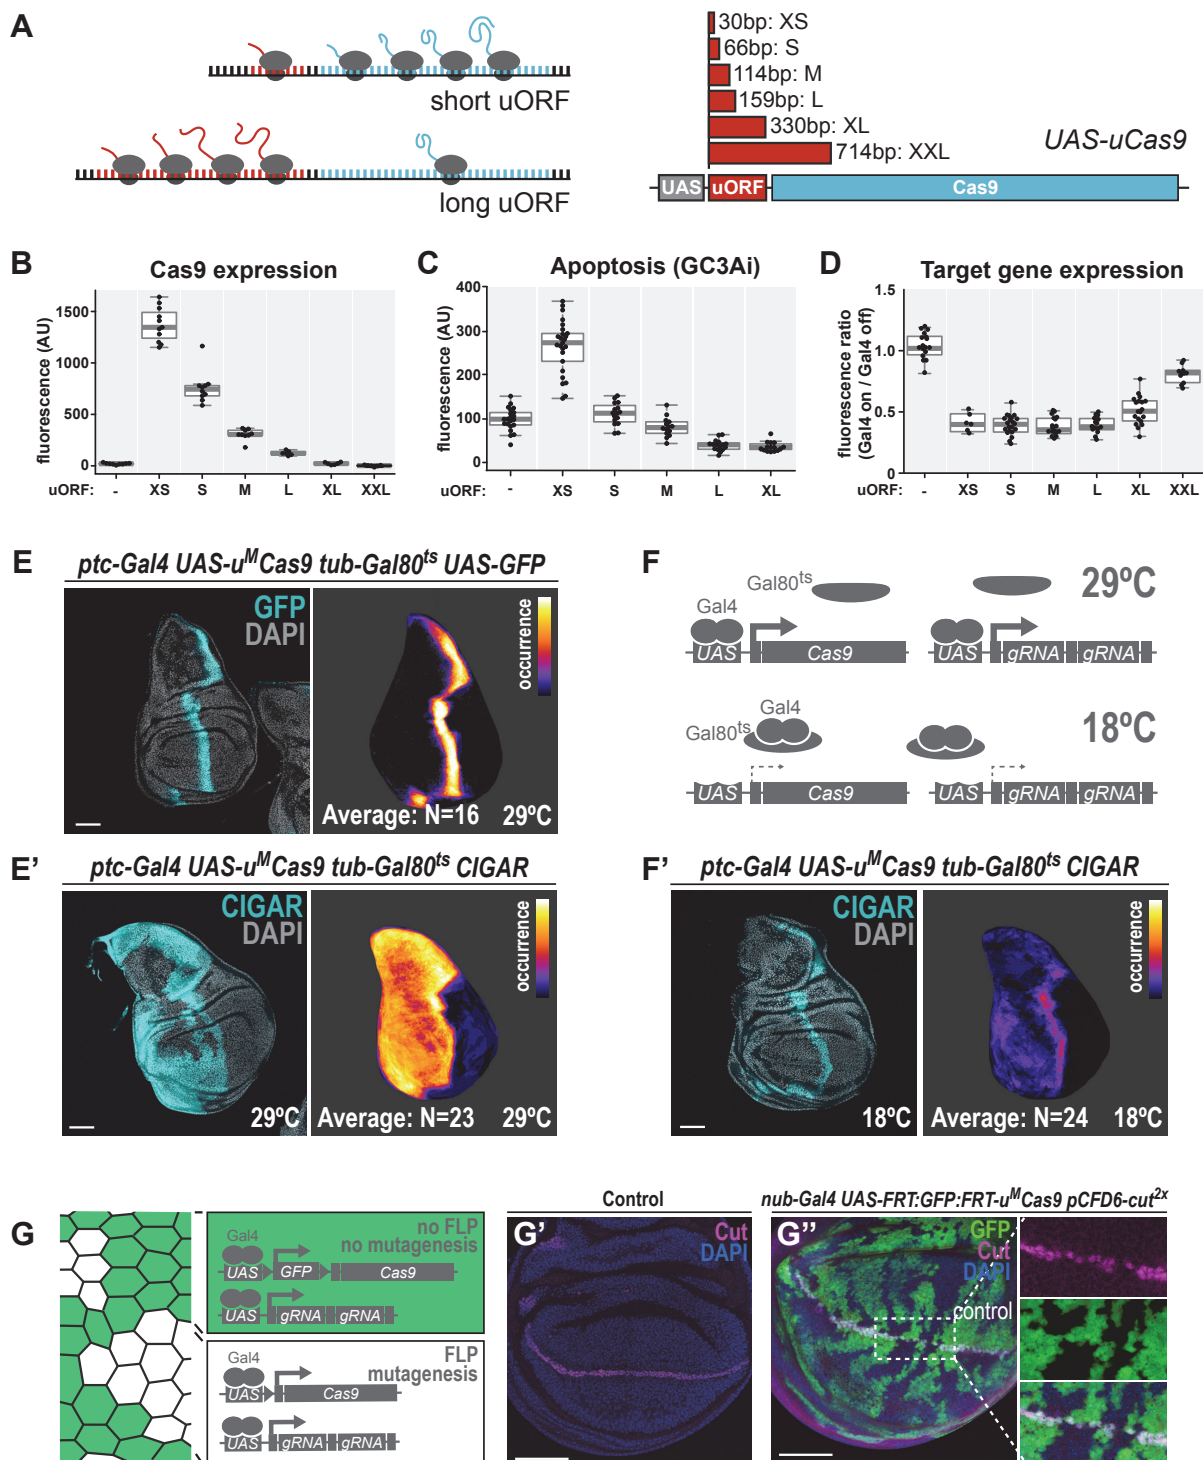 A
short uORF
long uORF
30bp: XS
66bp: S
114bp: M
159bp: L
330bp: XL
714bp: XXL
UAS-uCas9
UAS uORF Cas9
B
Cas9 expression
fluorescence (AU)
1500
1000
500
0
uORF: - XS S M L XL XXL
C
Apoptosis (GC3Ai)
fluorescence (AU)
400
300
200
100
0
uORF: - XS S M L XL
D
Target gene expression
fluorescence ratio
(Gal4 on / Gal4 off)
1.5
1.0
0.5
0
uORF: - XS S M L XL XXL
E
ptc-Gal4 UAS-uᴹCas9 tub-Gal80ᵗˢ UAS-GFP
GFP
DAPI
occurrence
Average: N=16 29ºC
F
Gal80ᵗˢ
Gal4
29ºC
UAS Cas9
UAS gRNA gRNA
Gal4
Gal80ᵗˢ
18ºC
UAS Cas9
UAS gRNA gRNA
E'
ptc-Gal4 UAS-uᴹCas9 tub-Gal80ᵗˢ CIGAR
CIGAR
DAPI
29ºC
occurrence
Average: N=23 29ºC
F'
ptc-Gal4 UAS-uᴹCas9 tub-Gal80ᵗˢ CIGAR
CIGAR
DAPI
18ºC
occurrence
Average: N=24 18ºC
G
no FLP
no mutagenesis
Gal4
UAS GFP Cas9
UAS gRNA gRNA
FLP
mutagenesis
Gal4
UAS Cas9
UAS gRNA gRNA
Control
G'
Cut
DAPI
nub-Gal4 UAS-FRT:GFP:FRT-uᴹCas9 pCFD6-cut²ˣ
G''
GFP
Cut
DAPI
control